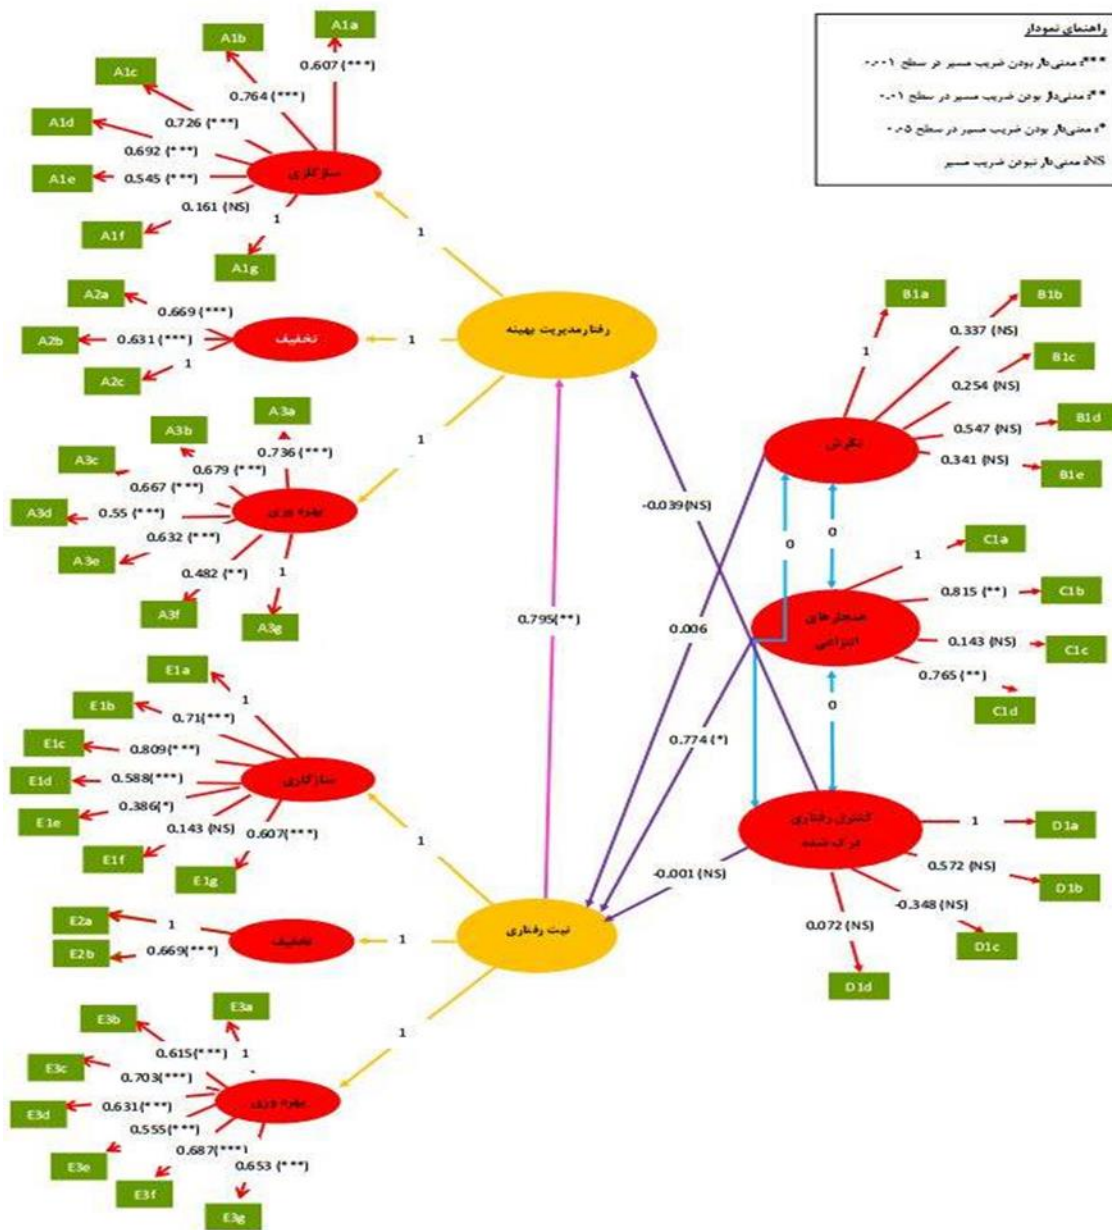 راهنمای نمودار
***: معنی‌دار بودن ضریب مسیر در سطح ۰.۰۰۱
**: معنی‌دار بودن ضریب مسیر در سطح ۰.۰۱
*: معنی‌دار بودن ضریب مسیر در سطح ۰.۰۵
NS: معنی‌دار نبودن ضریب مسیر
A1a
A1b
0.607 (***)
0.764 (***)
A1c
0.726 (***)
A1d
0.692 (***)
سازگاری
A1e
0.545 (***)
0.161 (NS)
1
A1f
A1g
1
A2a
0.669 (***)
A2b
0.631 (***)
تخفیف
1
رفتارمدیریت بهینه
1
A2c
A3a
1
A3b
0.736 (***)
A3c
0.679 (***)
0.667 (***)
A3d
0.55 (***)
بهره وری
0.632 (***)
A3e
0.482 (**)
1
A3f
A3g
B1a
B1b
0.337 (NS)
1
B1c
0.254 (NS)
B1d
0.547 (NS)
نگرش
0.341 (NS)
B1e
-0.039(NS)
0
0
C1a
1
0.815 (**)
C1b
هنجارهای
انتزاعی
0.143 (NS)
C1c
0.765 (**)
C1d
0.795(**)
0.006
0
0.774 (*)
E1a
1
E1b
0.71(***)
E1c
0.809(***)
E1d
0.588(***)
سازگاری
E1e
0.386(*)
0.143 (NS)
0.607(***)
E1f
E1g
1
کنترل رفتاری
درک شده
1
D1a
0.572 (NS)
D1b
-0.348 (NS)
D1c
0.072 (NS)
D1d
-0.001 (NS)
E2a
1
تخفیف
1
نیت رفتاری
E2b
0.669(***)
E3a
E3b
1
0.615(***)
1
E3c
0.703(***)
E3d
0.631(***)
بهره وری
0.555(***)
E3e
0.687(***)
0.653 (***)
E3f
E3g